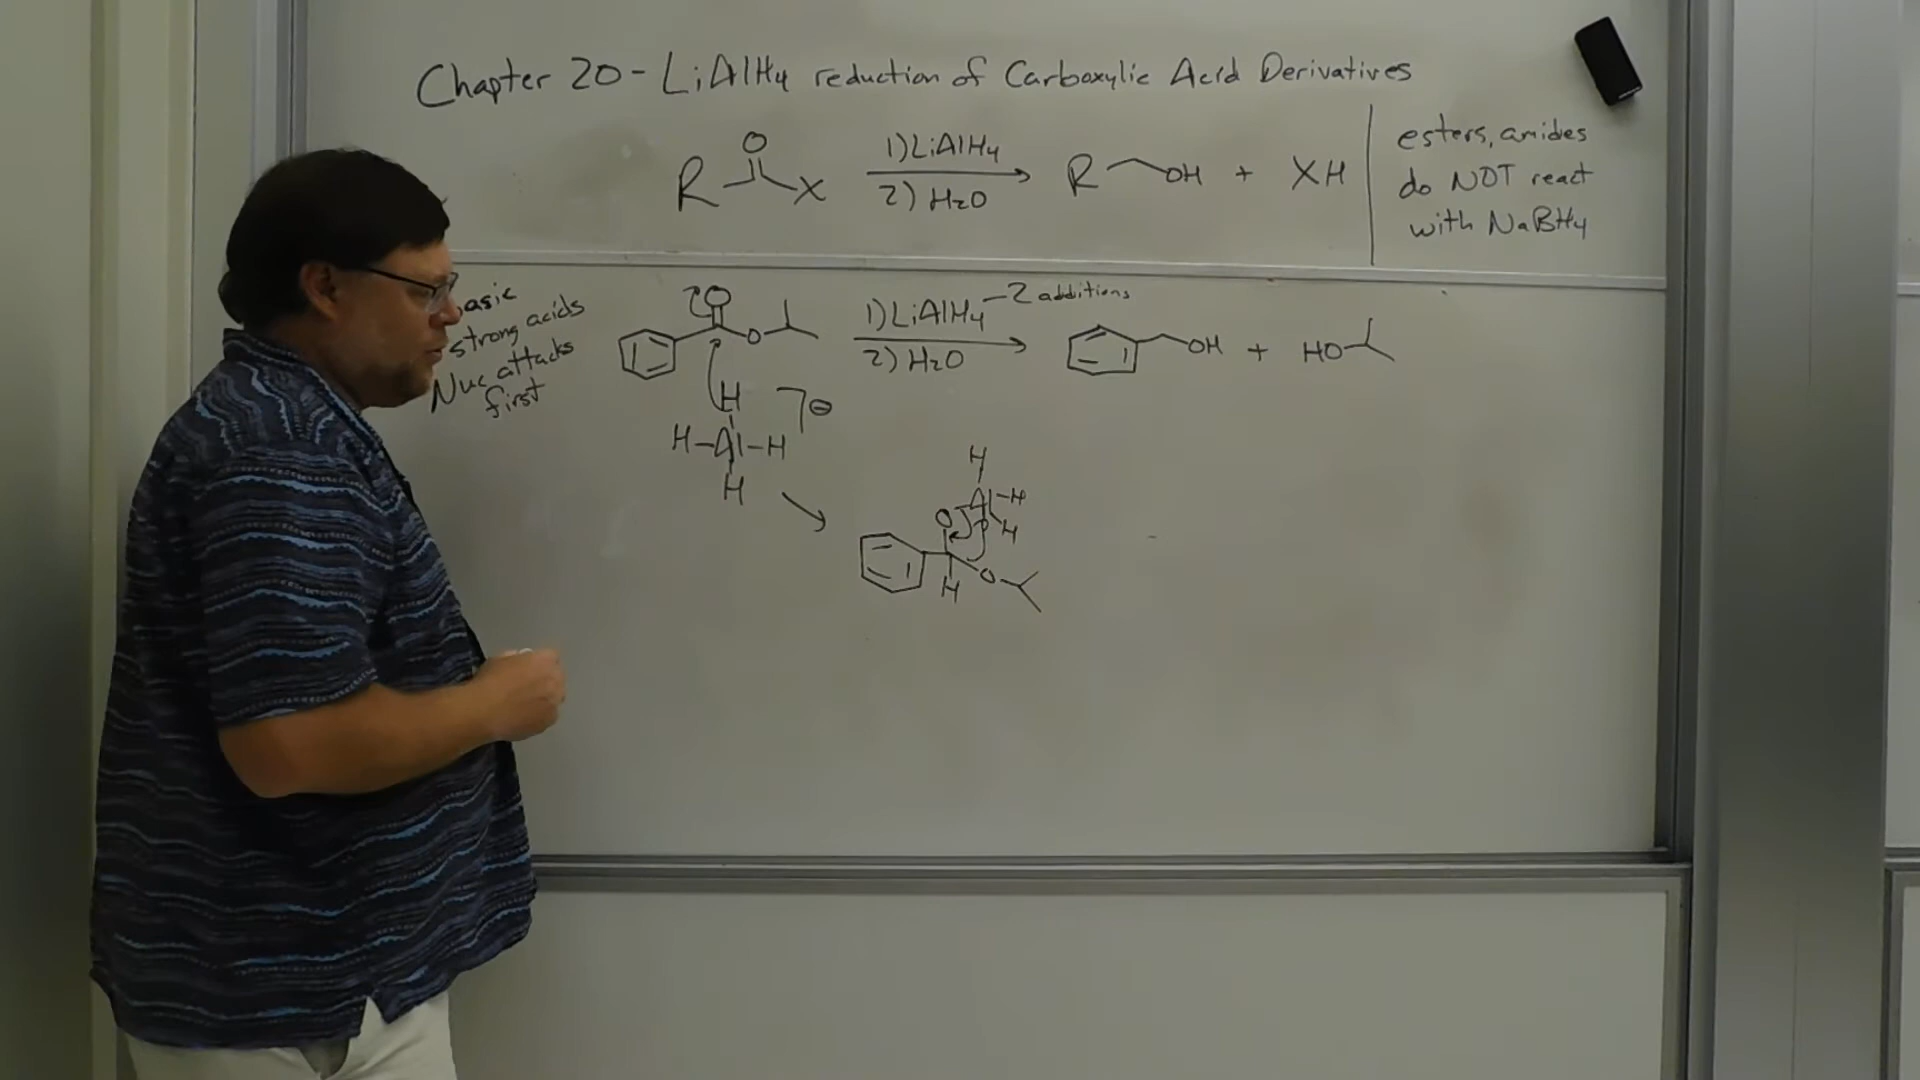 Chapter 20 - LiAlH4 reduction of Carboxylic Acid Derivatives
O
R X
1) LiAlH4
2) H2O
R OH + XH
esters, amides
do NOT react
with NaBH4
strong acids
Nuc attacks
first
O
O
1) LiAlH4 - 2 additions
2) H2O
OH + HO
H ⊖
H-Al-H
H
H
O Al-H
H
H O